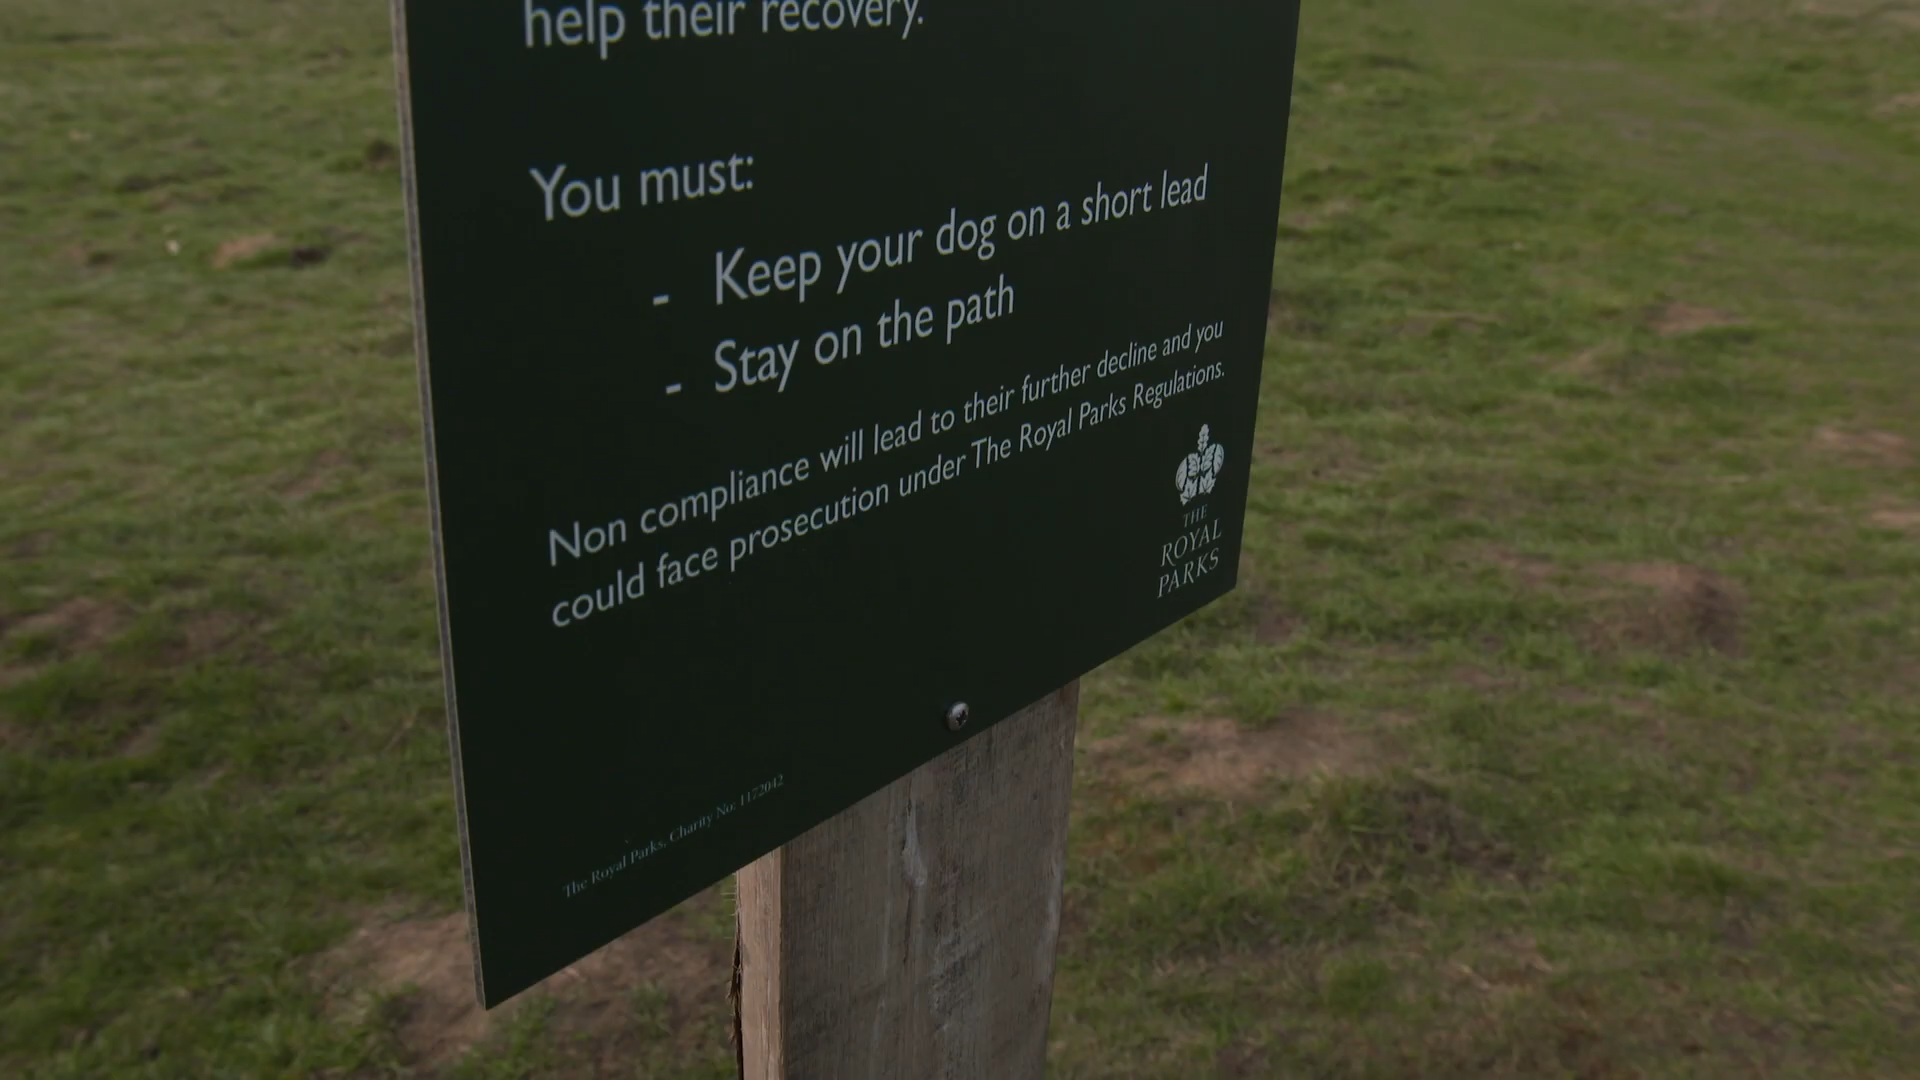 help their recovery.
You must:
- Keep your dog on a short lead
- Stay on the path
Non compliance will lead to their further decline and you
could face prosecution under The Royal Parks Regulations.
THE
ROYAL
PARKS
The Royal Parks, Charity No: 1172042